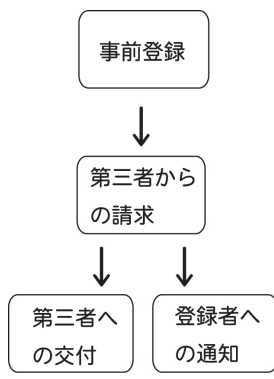 事前登録
第三者から
の請求
第三者へ
の交付
登録者へ
の通知